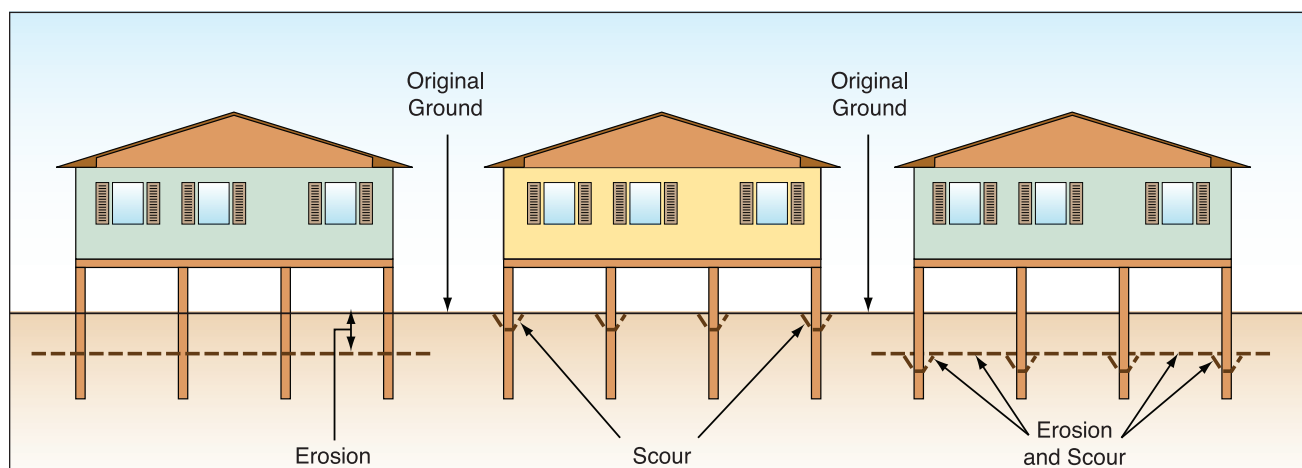 Original
Ground
Original
Ground
Erosion
Scour
Erosion
and Scour